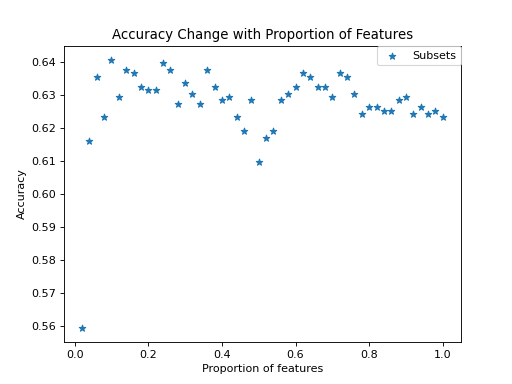 Accuracy Change with Proportion of Features
Subsets
Accuracy
0.64
0.63
0.62
0.61
0.60
0.59
0.58
0.57
0.56
0.0 0.2 0.4 0.6 0.8 1.0
Proportion of features